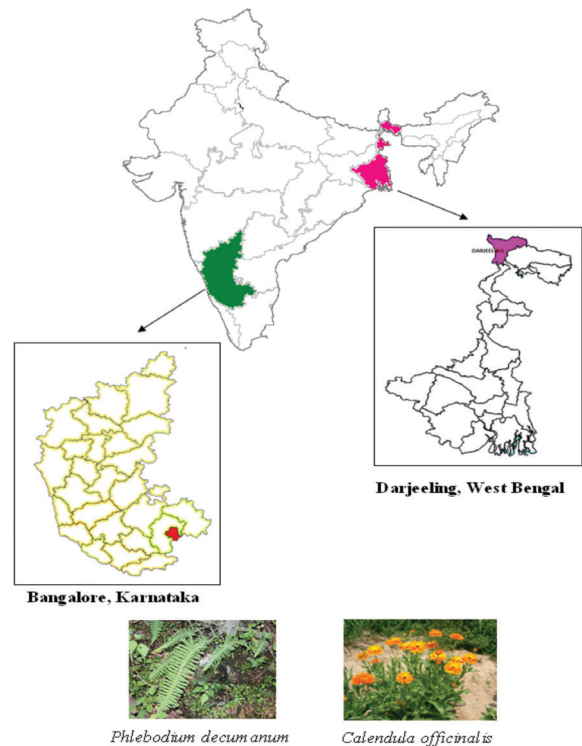 DARJEELING
Darjeeling, West Bengal
Bangalore, Karnataka
Phlebodium decumanum
Calendula officinalis